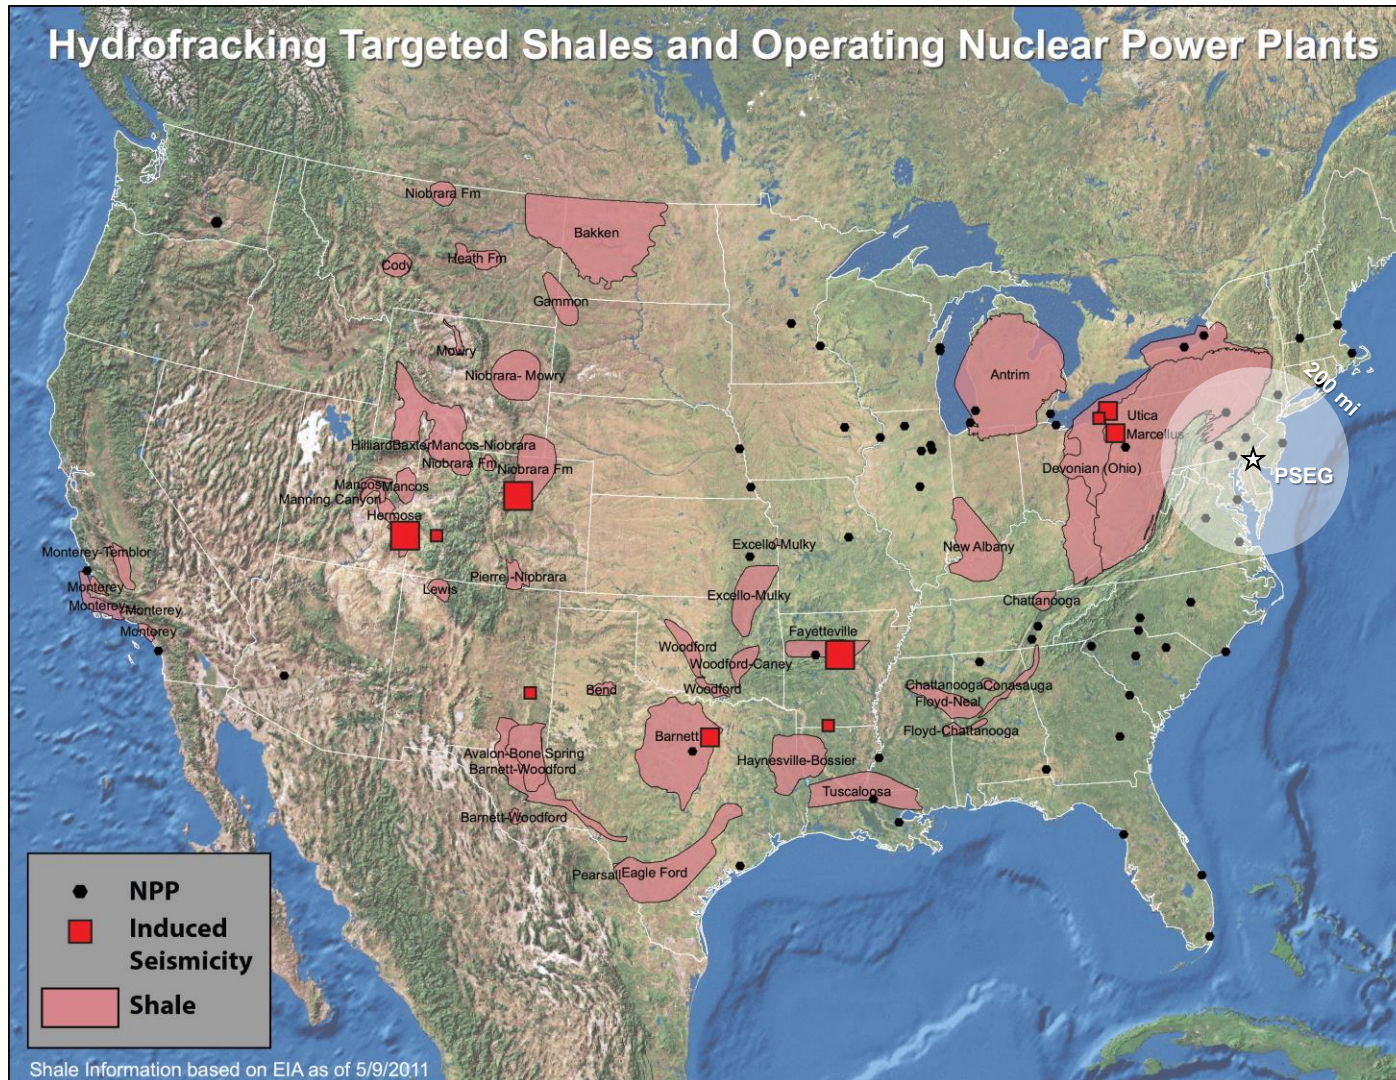 Hydrofracking Targeted Shales and Operating Nuclear Power Plants
Niobrara Fm
Bakken
Heath Fm
Cody
Gammon
Mowry
Niobrara- Mowry
Antrim
200 mi
Utica
Marcellus
HilliardBaxterMancos-Niobrara
Niobrara Fm
Niobrara Fm
Devonian (Ohio)
PSEG
Mancos
Mancos
Manning Canyon
Hermosa
Monterey-Temblor
Excello-Mulky
New Albany
Pierre-Niobrara
Lewis
Monterey
Excello-Mulky
Chattanooga
Monterey
Monterey
Monterey
Fayetteville
Woodford
Woodford-Caney
Woodford
Bend
Chattanooga
Conasauga
Floyd-Neal
Floyd-Chattanooga
Barnett
Avalon-Bone Spring
Barnett-Woodford
Haynesville-Bossier
Tuscaloosa
Barnett-Woodford
Pearsall
Eagle Ford
NPP
Induced
Seismicity
Shale
Shale Information based on EIA as of 5/9/2011